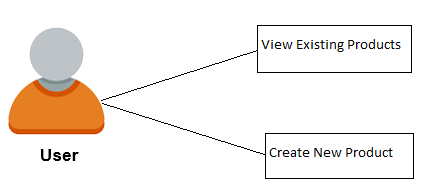 View Existing Products
User
Create New Product